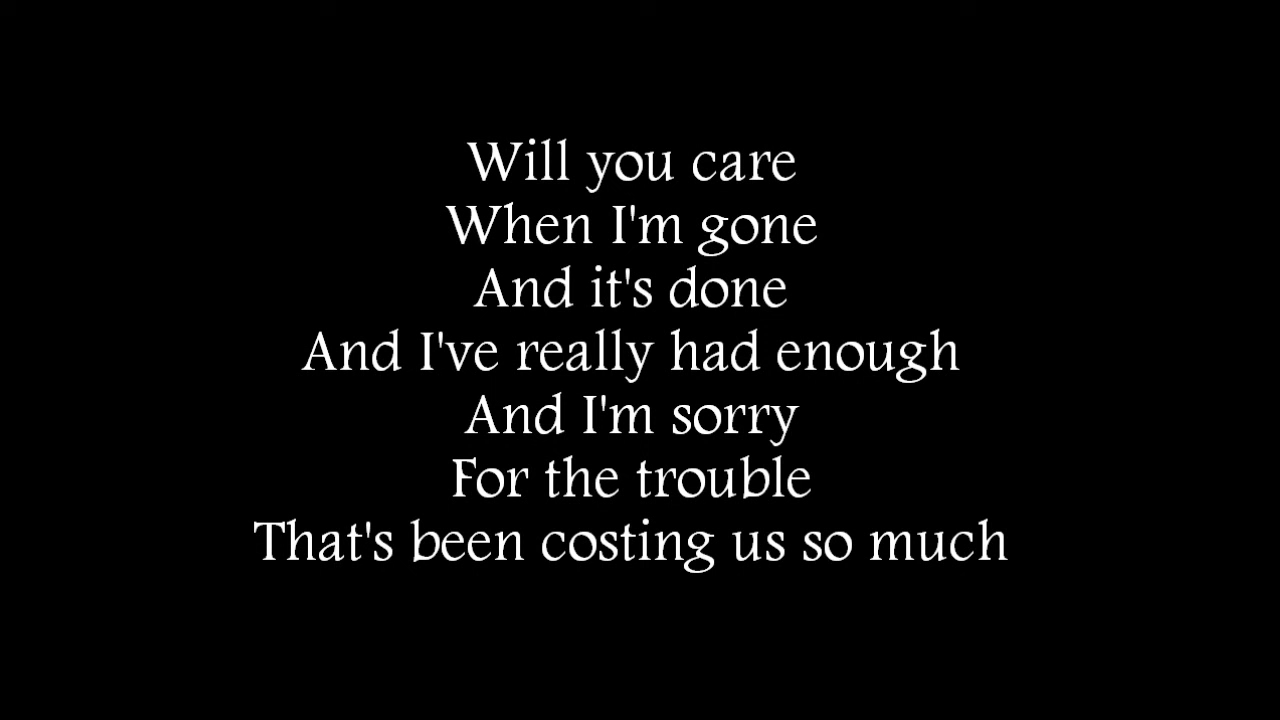 Will you care
When I'm gone
And it's done
And I've really had enough
And I'm sorry
For the trouble
That's been costing us so much